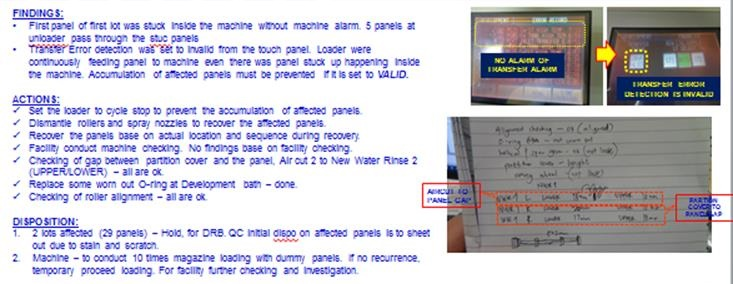 FINDINGS:
First panel of first lot was stuck inside the machine without machine alarm. 5 panels at
unloader pass through the stuc panels
Transfer Error detection was set to invalid from the touch panel. Loader were
continuously feeding panel to machine even there was panel stuck up happening inside
the machine. Accumulation of affected panels must be prevented if it is set to VALID.
ACTIONS:
Set the loader to cycle stop to prevent the accumulation of affected panels.
Dismantle rollers and spray nozzles to recover the affected panels.
Recover the panels base on actual location and sequence during recovery.
Facility conduct machine checking. No findings base on facility checking.
Checking of gap between partition cover and the panel, Air cut 2 to New Water Rinse 2
(UPPER/LOWER) – all are ok.
Replace some worn out O-ring at Development bath – done.
Checking of roller alignment – all are ok.
DISPOSITION:
1. 2 lots affected (29 panels) – Hold, for DRB. QC initial dispo on affected panels is to sheet
out due to stain and scratch.
2. Machine – to conduct 10 times magazine loading with dummy panels. If no recurrence,
temporary proceed loading. For facility further checking and investigation.
ERROR RECORD
NO ALARM OF
TRANSFER ALARM
TRANSFER ERROR
DETECTION IS INVALID
Alignment checking – ok (aligned)
AIRCUT TO
PANEL GAP
PARTION
COVER TO
PANEL GAP